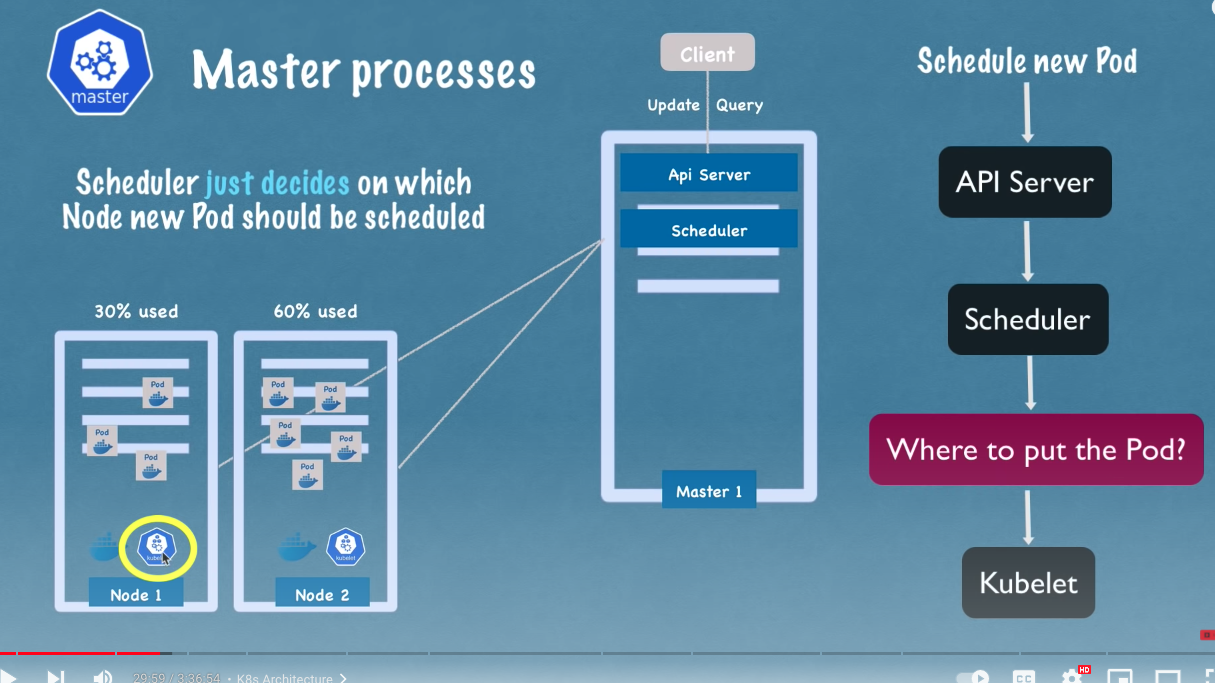 master
Master processes
Scheduler just decides on which
Node new Pod should be scheduled
30% used
60% used
Pod
Pod
Pod
Pod
Pod
Pod
Pod
Pod
kubelet
Node 1
Node 2
Client
Update
Query
Api Server
Scheduler
Master 1
Schedule new Pod
API Server
Scheduler
Where to put the Pod?
Kubelet
29:59 / 3:36:54 • K8s Architecture
CC
HD